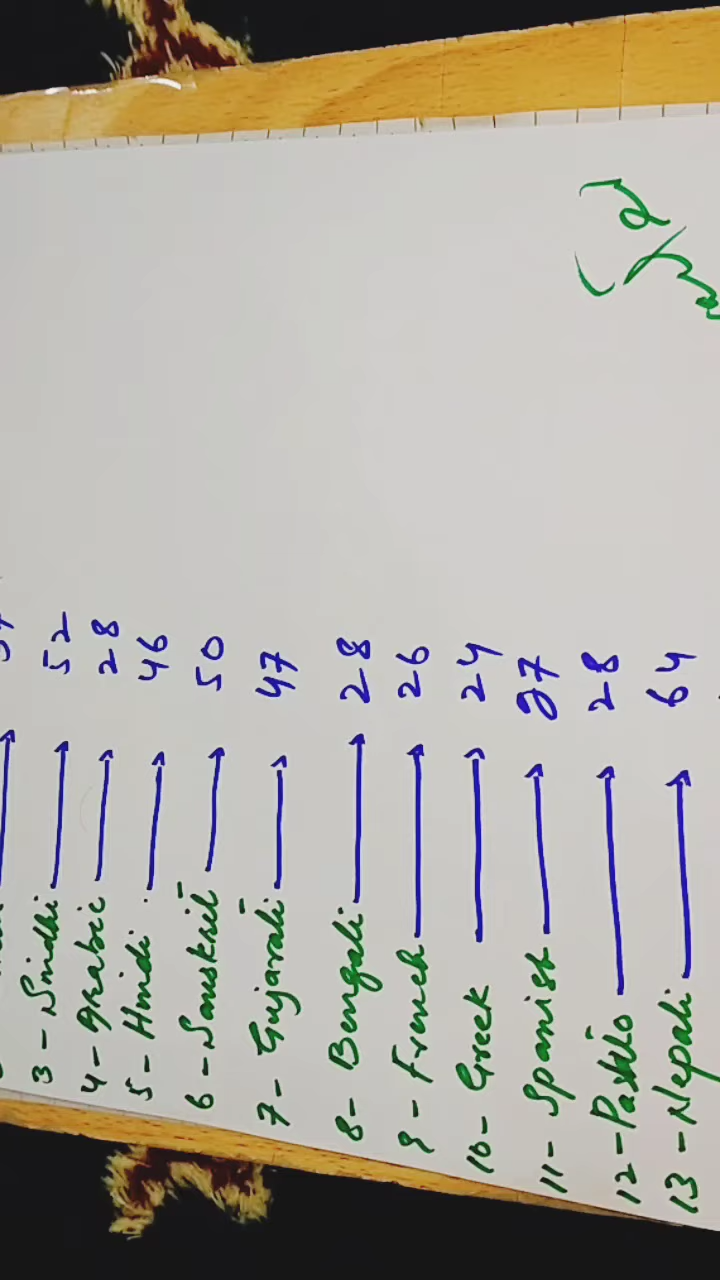 3 - Sindhi → 52
4 - Arabic → 28
5 - Hindi → 46
6 - Sanskrit → 50
7 - Gujarati → 47
8 - Bengali → 28
9 - French → 26
10 - Greek → 24
11 - Spanish → 27
12 - Pashto → 28
13 - Nepali → 64